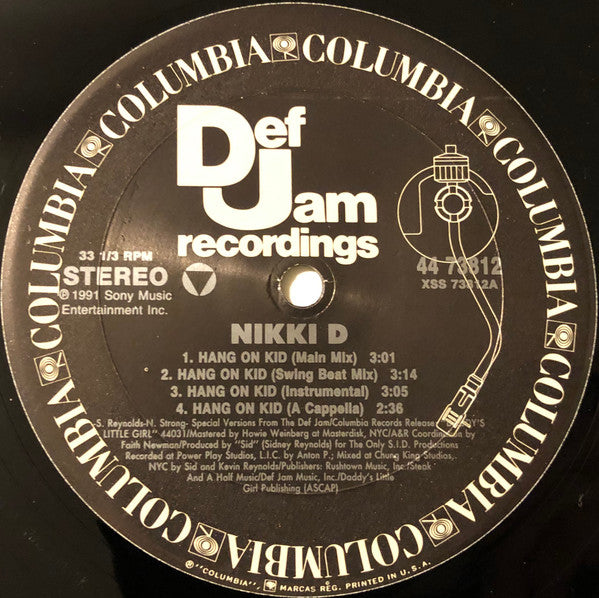 COLUMBIA COLUMBIA COLUMBIA COLUMBIA COLUMBIA COLUMBIA COLUMBIA COLUMBIA
Def
Jam
recordings
33 1/3 RPM
STEREO
℗ 1991 Sony Music
Entertainment Inc.
44 73812
XSS 73812A
NIKKI D
1. HANG ON KID (Main Mix) 3:01
2. HANG ON KID (Swing Beat Mix) 3:14
3. HANG ON KID (Instrumental) 3:05
4. HANG ON KID (A Cappella) 2:36
-S. Reynolds-N. Strong- Special Versions From The Def Jam/Columbia Records Release
LITTLE GIRL" 44031/Mastered by Howie Weinberg at Masterdisk, NYC/A&R Coordination by
Faith Newman/Produced by "Sid" (Sidney Reynolds) for The Only S.I.D. Productions
Recorded at Power Play Studios, L.I.C. by Anton P.; Mixed at Chung King Studios,
NYC by Sid and Kevin Reynolds/Publishers: Rushtown Music, Inc./Steak
And A Half Music/Def Jam Music, Inc./Daddy's Little
Girl Publishing (ASCAP)
® "COLUMBIA", MARCAS REG. PRINTED IN U.S.A.